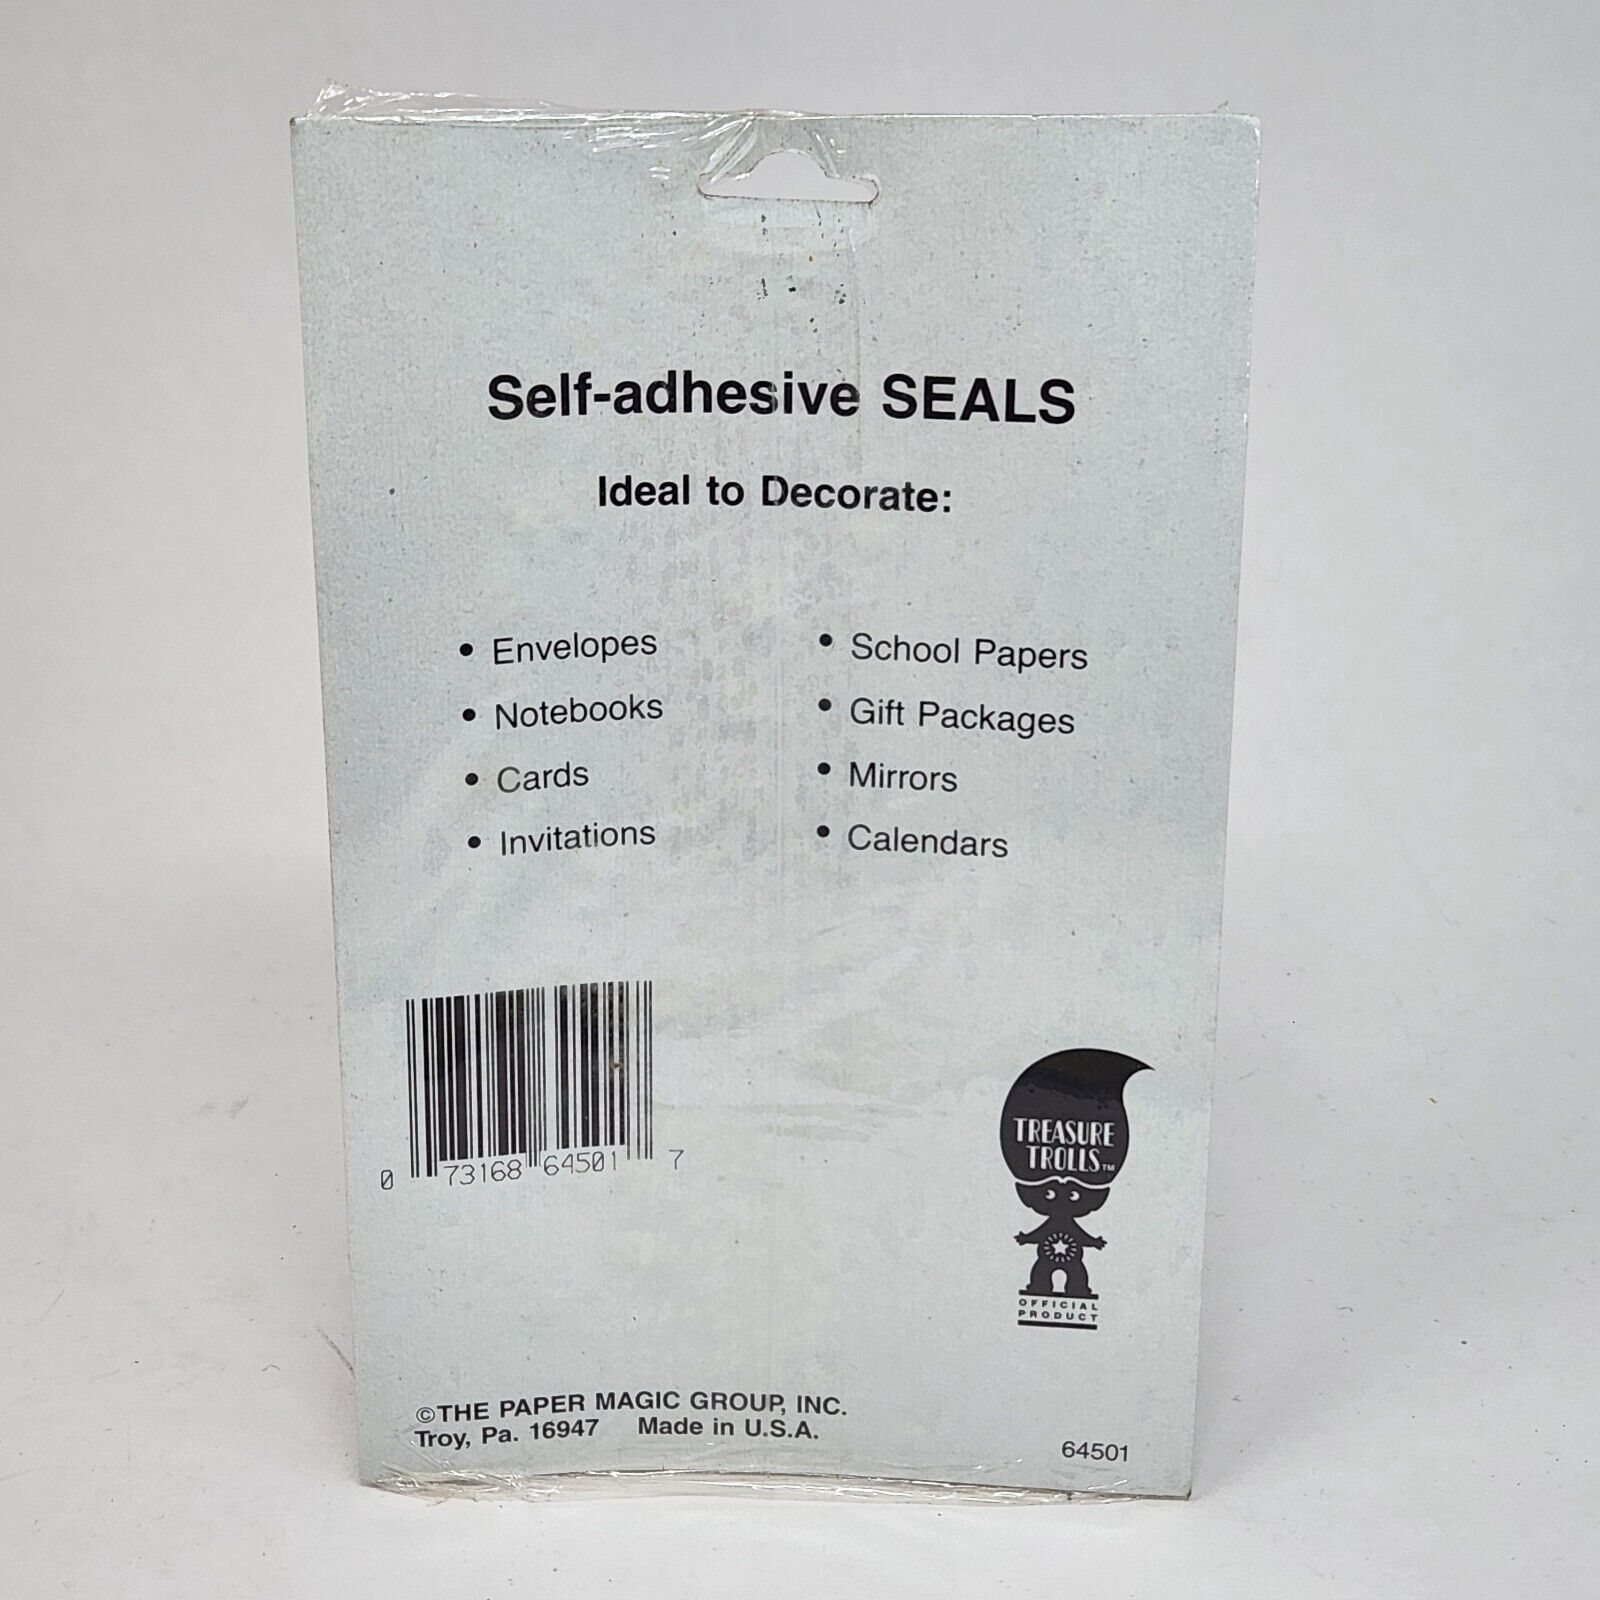 Self-adhesive SEALS
Ideal to Decorate:
• Envelopes
• Notebooks
• Cards
• Invitations
• School Papers
• Gift Packages
• Mirrors
• Calendars
0 73168 64501 7
TREASURE
TROLLS™
OFFICIAL
PRODUCT
©THE PAPER MAGIC GROUP, INC.
Troy, Pa. 16947 Made in U.S.A.
64501